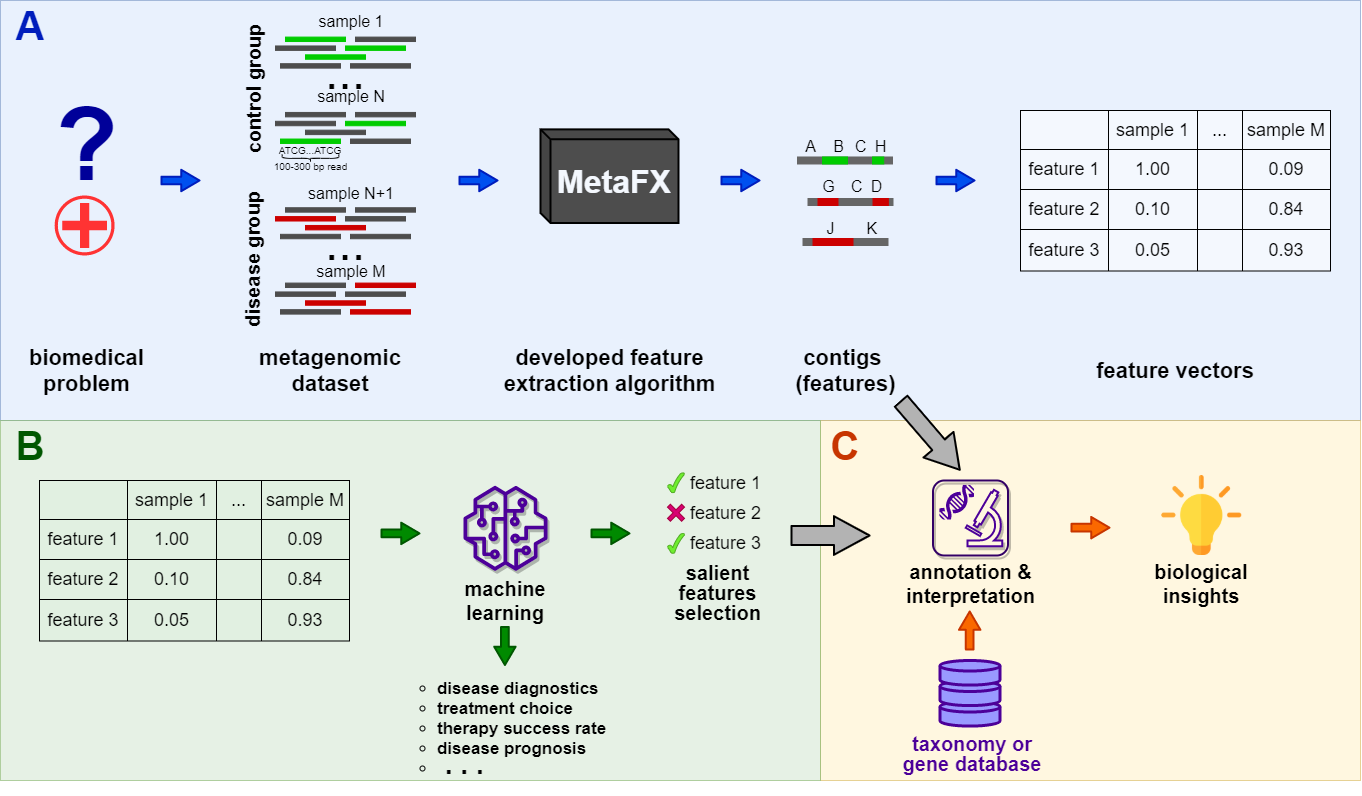 A
control group
sample 1
...
sample N
ATCG...ATCG
100-300 bp read
disease group
sample N+1
...
sample M
?
MetaFX
A B C H
G C D
J K
sample 1 ... sample M
feature 1 1.00 0.09
feature 2 0.10 0.84
feature 3 0.05 0.93
biomedical
problem
metagenomic
dataset
developed feature
extraction algorithm
contigs
(features)
feature vectors
B
sample 1 ... sample M
feature 1 1.00 0.09
feature 2 0.10 0.84
feature 3 0.05 0.93
machine
learning
feature 1
feature 2
feature 3
salient
features
selection
disease diagnostics
treatment choice
therapy success rate
disease prognosis
. . .
C
annotation &
interpretation
biological
insights
taxonomy or
gene database